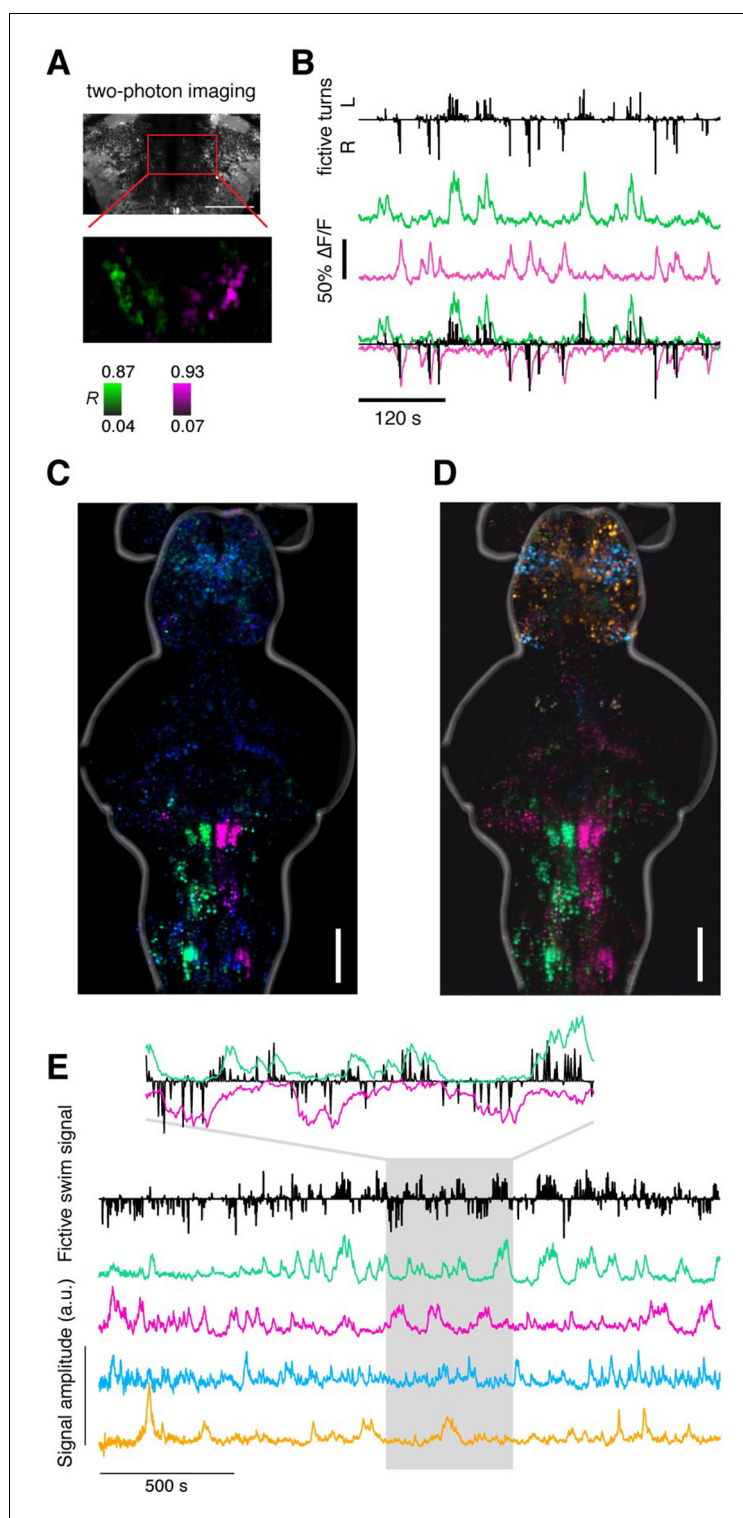 A
two-photon imaging
R
0.87
0.93
0.04
0.07
B
fictive turns
R L
50% ΔF/F
120 s
C
D
E
Fictive swim signal
Signal amplitude (a.u.)
500 s